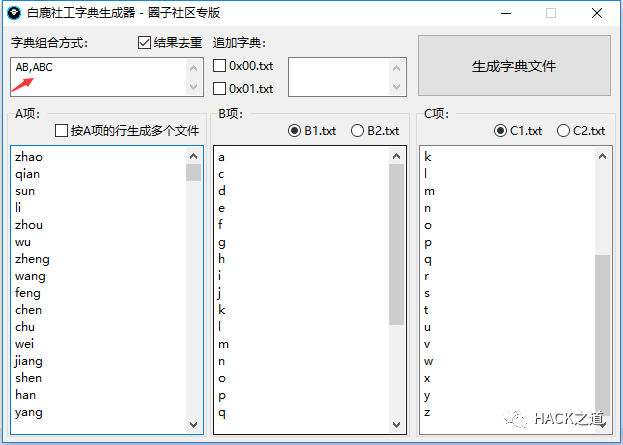 白鹿社工字典生成器 - 圈子社区专版
字典组合方式: 结果去重 追加字典:
AB,ABC
0x00.txt
0x01.txt
生成字典文件
A项:
按A项的行生成多个文件
zhao
qian
sun
li
zhou
wu
zheng
wang
feng
chen
chu
wei
jiang
shen
han
yang
B项:
B1.txt B2.txt
a
c
d
e
f
g
h
i
j
k
l
m
n
o
p
q
C项:
C1.txt C2.txt
k
l
m
n
o
p
q
r
s
t
u
v
w
x
y
z
HACK之道